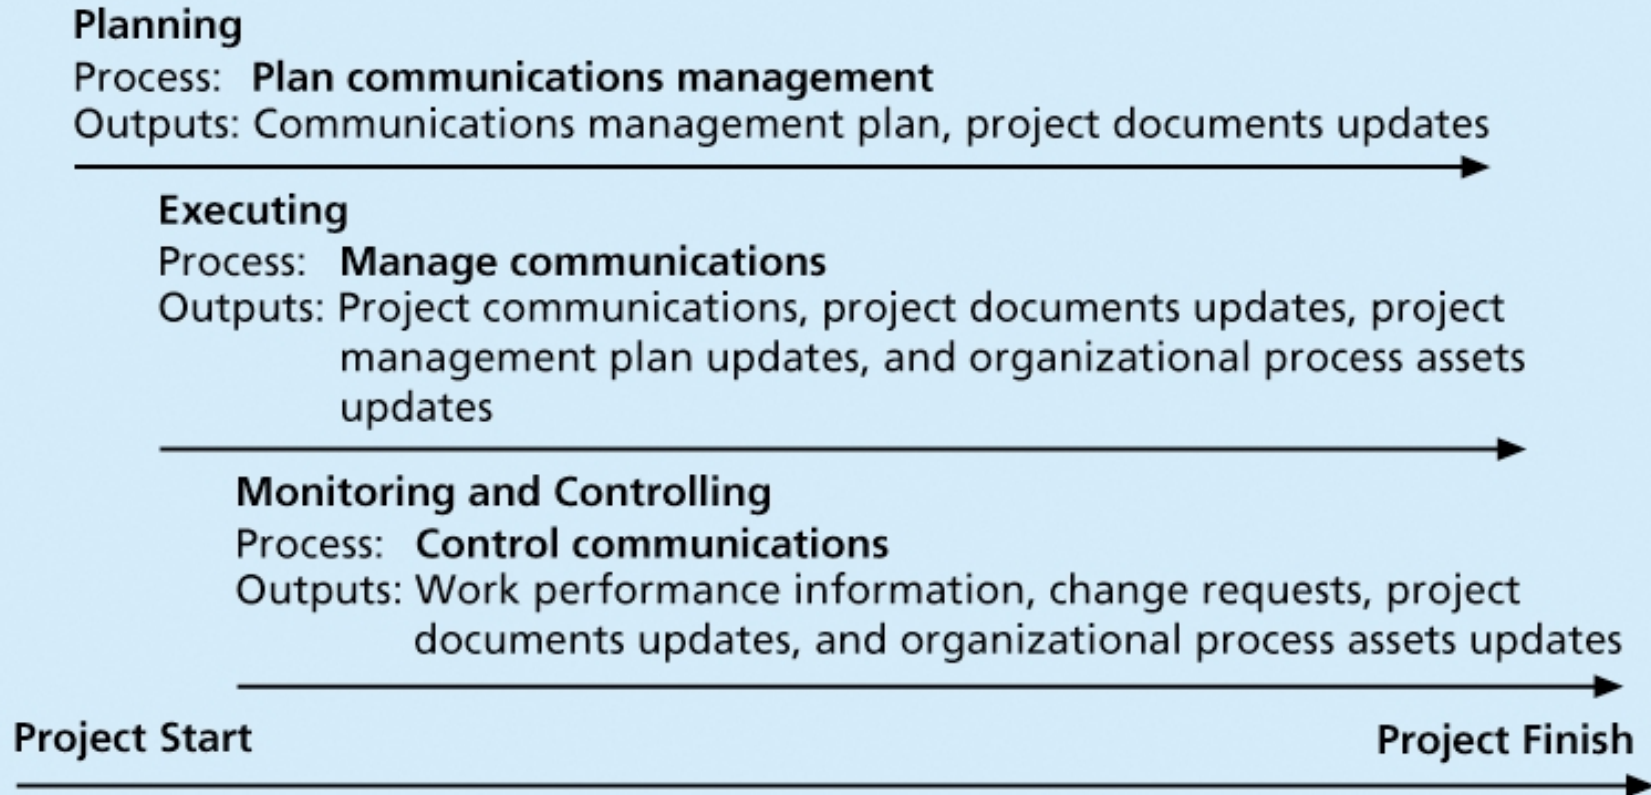 Planning
Process: Plan communications management
Outputs: Communications management plan, project documents updates
Executing
Process: Manage communications
Outputs: Project communications, project documents updates, project
management plan updates, and organizational process assets
updates
Monitoring and Controlling
Process: Control communications
Outputs: Work performance information, change requests, project
documents updates, and organizational process assets updates
Project Start Project Finish